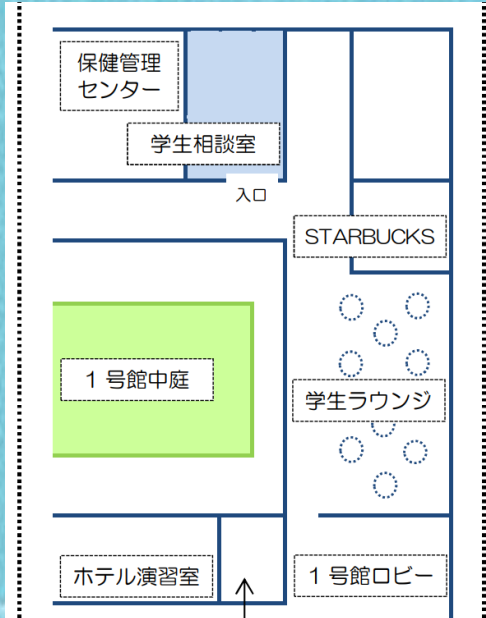 保健管理
センター
学生相談室
入口
STARBUCKS
1号館中庭
学生ラウンジ
ホテル演習室
1号館ロビー